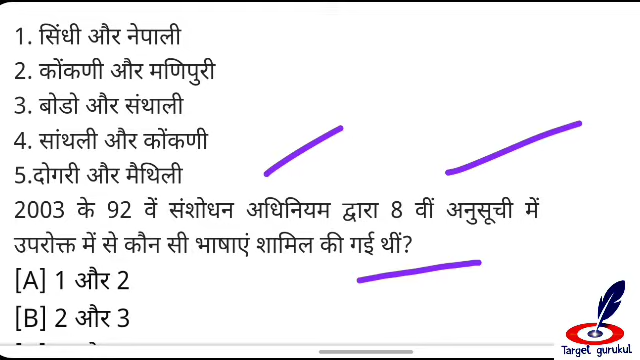 1. सिंधी और नेपाली
2. कोंकणी और मणिपुरी
3. बोडो और संथाली
4. सांथली और कोंकणी
5.दोगरी और मैथिली
2003 के 92 वें संशोधन अधिनियम द्वारा 8 वीं अनुसूची में
उपरोक्त में से कौन सी भाषाएं शामिल की गई थीं?
[A] 1 और 2
[B] 2 और 3
Target gurukul